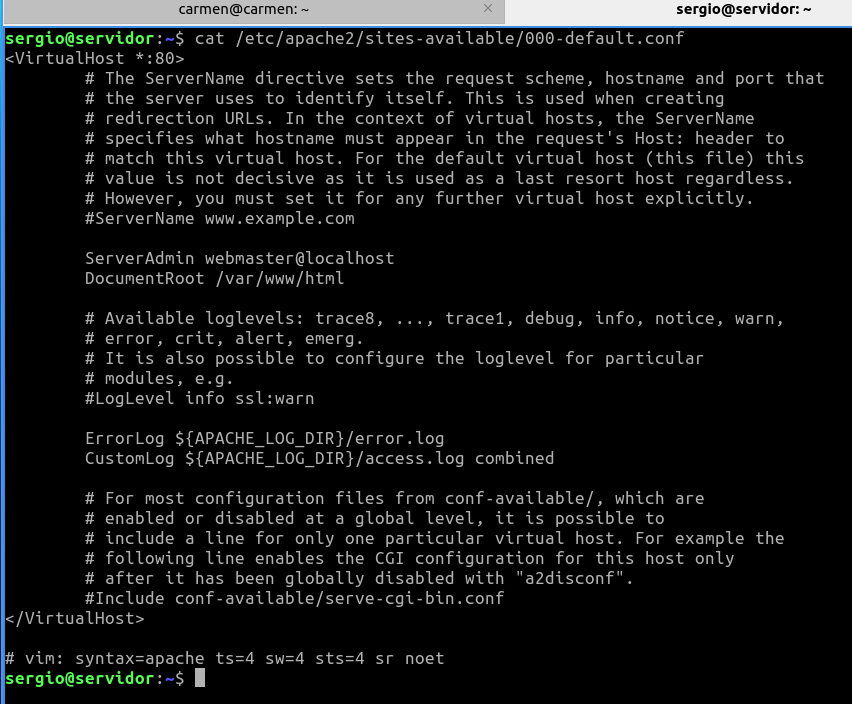 carmen@carmen: ~ × sergio@servidor: ~
sergio@servidor:~$ cat /etc/apache2/sites-available/000-default.conf
<VirtualHost *:80>
        # The ServerName directive sets the request scheme, hostname and port that
        # the server uses to identify itself. This is used when creating
        # redirection URLs. In the context of virtual hosts, the ServerName
        # specifies what hostname must appear in the request's Host: header to
        # match this virtual host. For the default virtual host (this file) this
        # value is not decisive as it is used as a last resort host regardless.
        # However, you must set it for any further virtual host explicitly.
        #ServerName www.example.com

        ServerAdmin webmaster@localhost
        DocumentRoot /var/www/html

        # Available loglevels: trace8, ..., trace1, debug, info, notice, warn,
        # error, crit, alert, emerg.
        # It is also possible to configure the loglevel for particular
        # modules, e.g.
        #LogLevel info ssl:warn

        ErrorLog ${APACHE_LOG_DIR}/error.log
        CustomLog ${APACHE_LOG_DIR}/access.log combined

        # For most configuration files from conf-available/, which are
        # enabled or disabled at a global level, it is possible to
        # include a line for only one particular virtual host. For example the
        # following line enables the CGI configuration for this host only
        # after it has been globally disabled with "a2disconf".
        #Include conf-available/serve-cgi-bin.conf
</VirtualHost>

# vim: syntax=apache ts=4 sw=4 sts=4 sr noet
sergio@servidor:~$